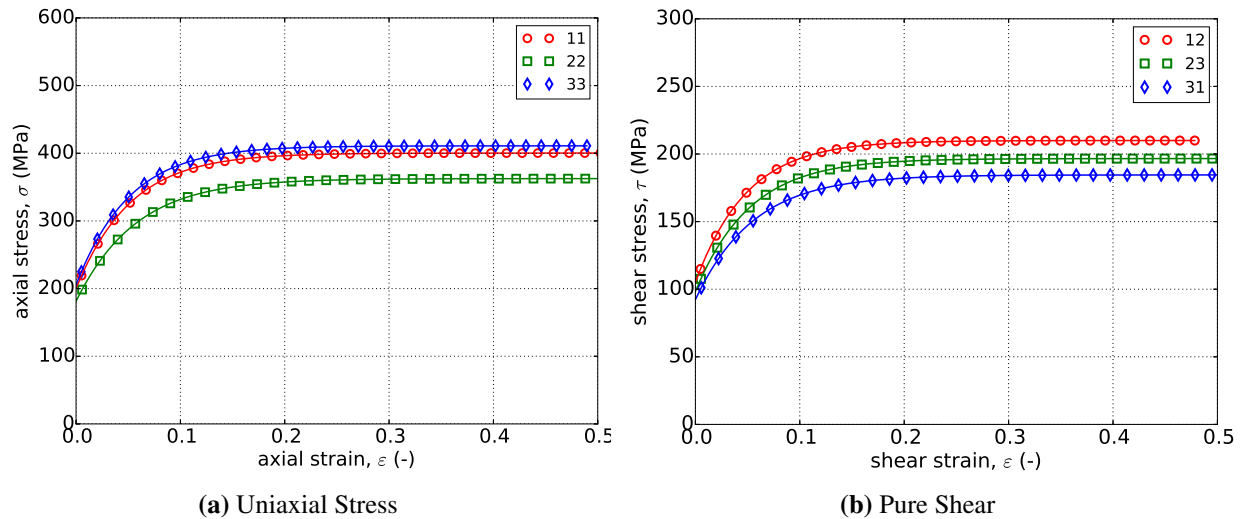 600
500
400
300
200
100
0
0.0 0.1 0.2 0.3 0.4 0.5
axial stress, σ (MPa)
axial strain, ε (-)
11
22
33
(a) Uniaxial Stress
300
250
200
150
100
50
0
0.0 0.1 0.2 0.3 0.4 0.5
shear stress, τ (MPa)
shear strain, ε (-)
12
23
31
(b) Pure Shear